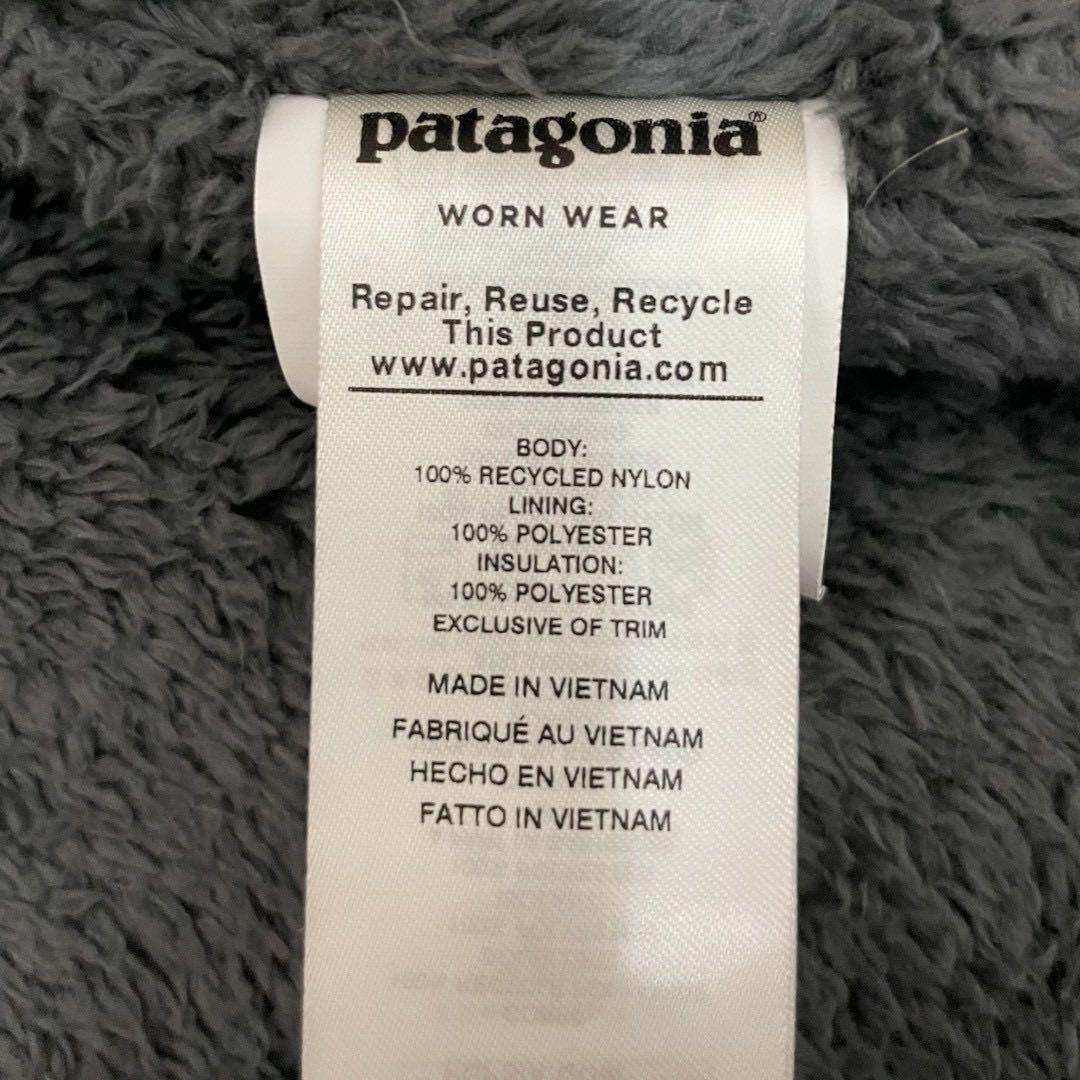 patagonia®
WORN WEAR
Repair, Reuse, Recycle
This Product
www.patagonia.com
BODY:
100% RECYCLED NYLON
LINING:
100% POLYESTER
INSULATION:
100% POLYESTER
EXCLUSIVE OF TRIM
MADE IN VIETNAM
FABRIQUÉ AU VIETNAM
HECHO EN VIETNAM
FATTO IN VIETNAM